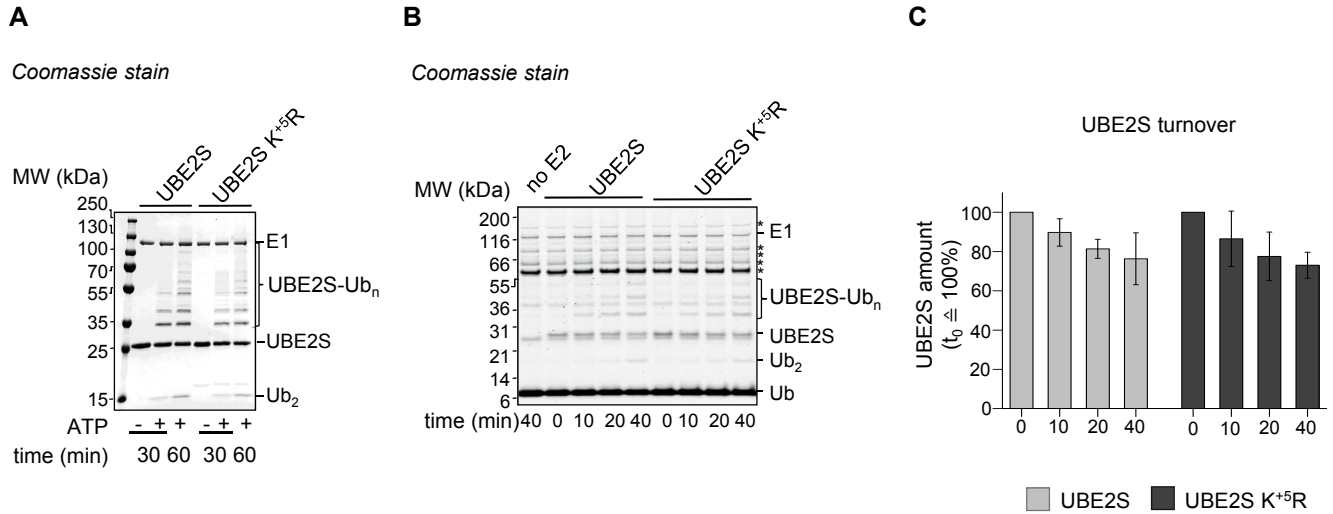 A
Coomassie stain
UBE2S
UBE2S K+5R
MW (kDa)
250
130
100
70
55
35
25
15
E1
UBE2S-Ubn
UBE2S
Ub2
ATP - + + - + +
time (min) 30 60 30 60
B
Coomassie stain
no E2
UBE2S
UBE2S K+5R
MW (kDa)
200
116
66
55
36
31
21
14
6
*
E1
*
*
*
*
UBE2S-Ubn
UBE2S
Ub2
Ub
time (min) 40 0 10 20 40 0 10 20 40
C
UBE2S turnover
UBE2S amount
(t0 ≙ 100%)
100
80
60
40
20
0
0 10 20 40 0 10 20 40
UBE2S UBE2S K+5R